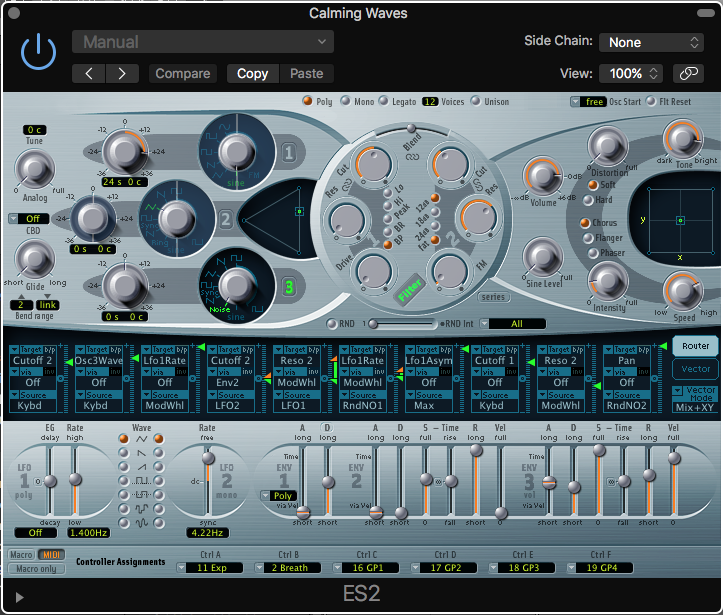 Calming Waves
Manual
Side Chain: None
Compare Copy Paste
View: 100%
Poly Mono Legato 12 Voices Unison
free Osc Start Flt Reset
0 c
Tune
Analog full
Off
CBD
short long
Glide
2 link
Bend range
-12 0 +12
-24 +24
24 s 0 c
sine
1
-12 0 +12
-24 +24
0 s 0 c
Ring
2
-12 0 +12
-24 +24
0 s 0 c
Sync
Noise
sine
3
Blend
Cut Res
Cut Res
Drive
FM
Lo
Hi
Peak
BR
BP
12dB
18dB
24dB
fat
1 2
Filter
series
RND 1 RND Int All
-∞dB 0dB +6dB
Volume
full
Sine Level
full
Distortion
Soft
Hard
Chorus
Flanger
Phaser
full
Intensity
dark bright
Tone
y
x
low high
Speed
Target b/p Target b/p Target b/p Target b/p Target b/p Target b/p Target b/p Target b/p Target b/p Target b/p
Cutoff 2 Osc3Wave Lfo1Rate Cutoff 2 Reso 2 Lfo1Rate Lfo1Asym Cutoff 1 Reso 2 Pan
via inv via inv via inv via inv via inv via inv via inv via inv via inv via inv
Off Off Off Env2 ModWhl ModWhl Off Off Off Off
Source Source Source Source Source Source Source Source Source Source
Kybd Kybd ModWhl LFO2 LFO1 RndNO1 Max Kybd ModWhl RndNO2
Router
Vector
Vector Mode
Mix+XY
EG Rate Wave Rate
delay high free
LFO 1 poly
0
decay low
Off 1.400Hz
dc
LFO 2 mono
sync
4.22Hz
A D
long long
Time
ENV 1
Poly
via Vel
short short
A D S – Time R Vel
long long full rise long full
Time
ENV 2
via Vel
short short 0 fall short 0
A D S – Time R Vel
long long full rise long full
Time
ENV 3 vol
via Vel
short short 0 fall short 0
Macro MIDI
Macro only
Controller Assignments
Ctrl A Ctrl B Ctrl C Ctrl D Ctrl E Ctrl F
11 Exp 2 Breath 16 GP1 17 GP2 18 GP3 19 GP4
ES2